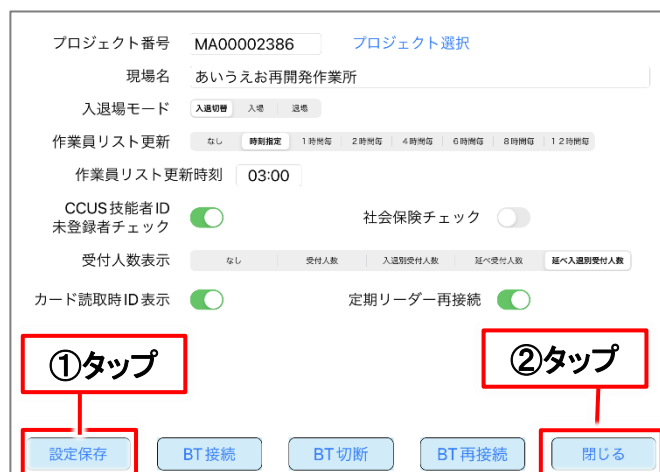 プロジェクト番号 MA00002386 プロジェクト選択
現場名 あいうえお再開発作業所
入退場モード 入退切替 入場 退場
作業員リスト更新 なし 時刻指定 1時間毎 2時間毎 4時間毎 6時間毎 8時間毎 12時間毎
作業員リスト更新時刻 03:00
CCUS技能者ID
未登録者チェック 社会保険チェック
受付人数表示 なし 受付人数 入退別受付人数 延べ受付人数 延べ入退別受付人数
カード読取時ID表示 定期リーダー再接続
①タップ ②タップ
設定保存 BT接続 BT切断 BT再接続 閉じる